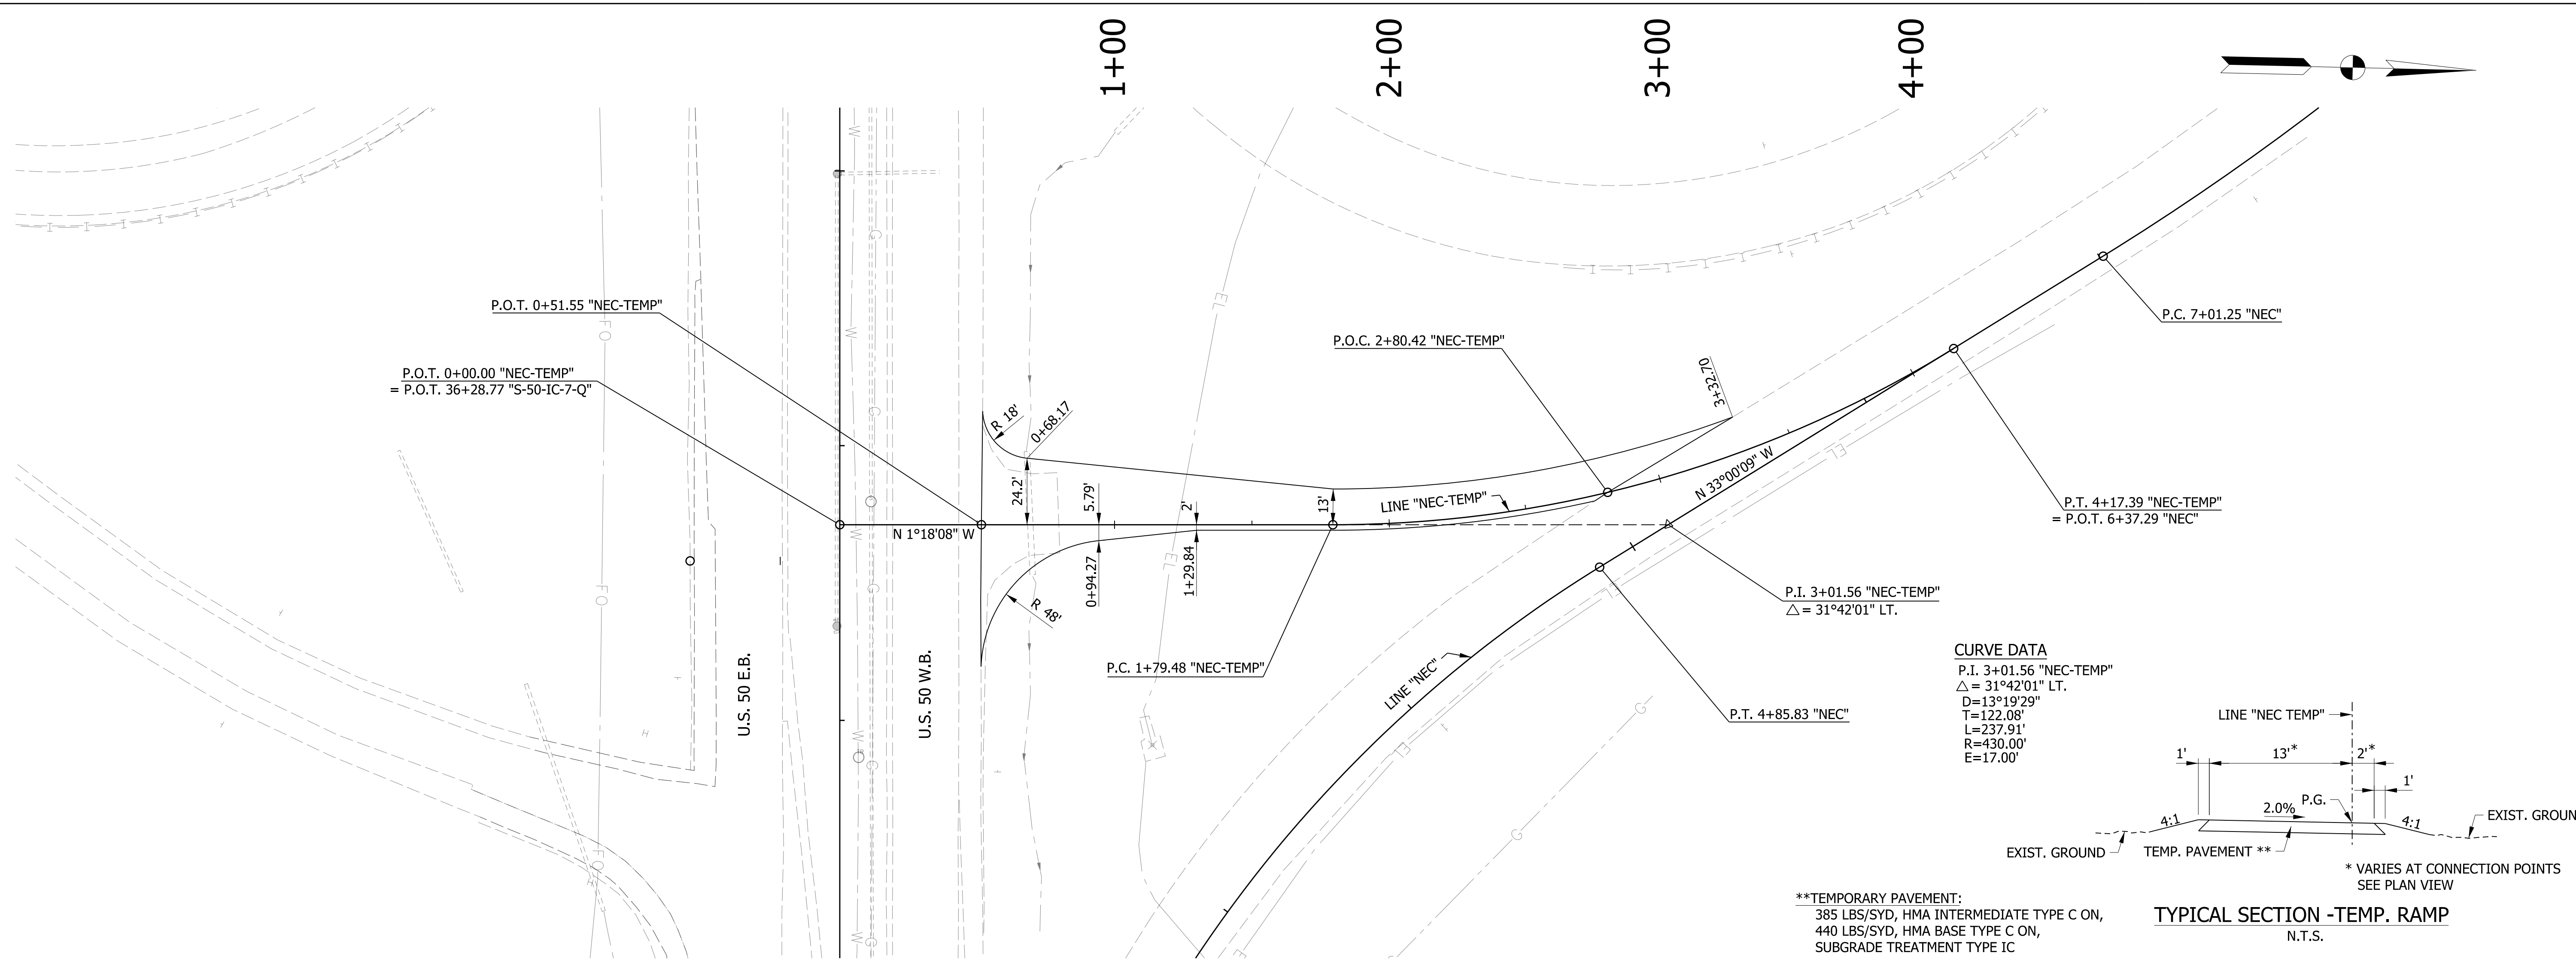 1+00
2+00
3+00
4+00
P.O.T. 0+51.55 "NEC-TEMP"
P.O.T. 0+00.00 "NEC-TEMP"
= P.O.T. 36+28.77 "S-50-IC-7-Q"
P.O.C. 2+80.42 "NEC-TEMP"
P.C. 7+01.25 "NEC"
3+32.70
R 18'
0+68.17
24.2'
5.79'
2'
13'
LINE "NEC-TEMP"
N 33°00'09" W
N 1°18'08" W
P.T. 4+17.39 "NEC-TEMP"
= P.O.T. 6+37.29 "NEC"
0+94.27
1+29.84
R 48'
P.I. 3+01.56 "NEC-TEMP"
△ = 31°42'01" LT.
P.C. 1+79.48 "NEC-TEMP"
LINE "NEC"
P.T. 4+85.83 "NEC"
U.S. 50 E.B.
U.S. 50 W.B.
FO
FO
FO
W
W
W
W
G
G
G
G
G
EL
EL
EL
EL
G
G
H
H
CURVE DATA
P.I. 3+01.56 "NEC-TEMP"
△ = 31°42'01" LT.
D=13°19'29"
T=122.08'
L=237.91'
R=430.00'
E=17.00'
LINE "NEC TEMP"
1'
13'*
2'*
1'
2.0%
P.G.
4:1
4:1
EXIST. GROUN
EXIST. GROUND
TEMP. PAVEMENT **
* VARIES AT CONNECTION POINTS
SEE PLAN VIEW
**TEMPORARY PAVEMENT:
385 LBS/SYD, HMA INTERMEDIATE TYPE C ON,
440 LBS/SYD, HMA BASE TYPE C ON,
SUBGRADE TREATMENT TYPE IC
TYPICAL SECTION -TEMP. RAMP
N.T.S.